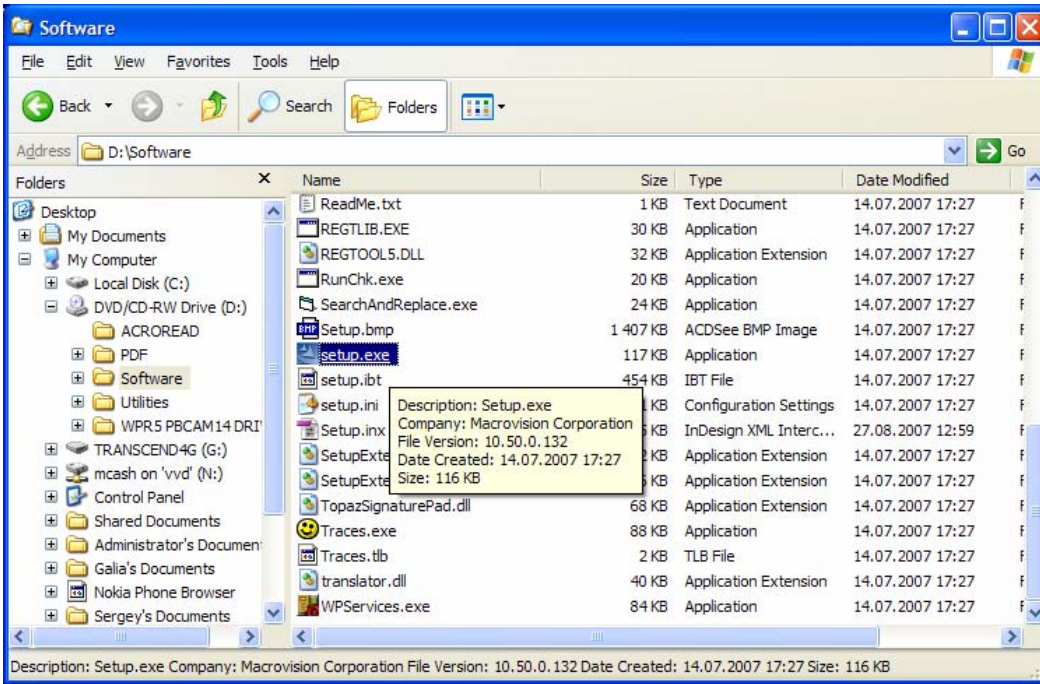 Software
File Edit View Favorites Tools Help
Back Search Folders
Address D:\Software Go
Folders
Desktop
My Documents
My Computer
Local Disk (C:)
DVD/CD-RW Drive (D:)
ACROREAD
PDF
Software
Utilities
WPR5 PBCAM14 DRI
TRANSCEND4G (G:)
mcash on 'vvd' (N:)
Control Panel
Shared Documents
Administrator's Documen
Galia's Documents
Nokia Phone Browser
Sergey's Documents
Name Size Type Date Modified
ReadMe.txt 1 KB Text Document 14.07.2007 17:27
REGTLIB.EXE 30 KB Application 14.07.2007 17:27
REGTOOL5.DLL 32 KB Application Extension 14.07.2007 17:27
RunChk.exe 20 KB Application 14.07.2007 17:27
SearchAndReplace.exe 24 KB Application 14.07.2007 17:27
Setup.bmp 1 407 KB ACDSee BMP Image 14.07.2007 17:27
setup.exe 117 KB Application 14.07.2007 17:27
setup.ibt 454 KB IBT File 14.07.2007 17:27
setup.ini KB Configuration Settings 14.07.2007 17:27
Setup.inx KB InDesign XML Interc... 27.08.2007 12:59
SetupExte KB Application Extension 14.07.2007 17:27
SetupExte KB Application Extension 14.07.2007 17:27
TopazSignaturePad.dll 68 KB Application Extension 14.07.2007 17:27
Traces.exe 88 KB Application 14.07.2007 17:27
Traces.tlb 2 KB TLB File 14.07.2007 17:27
translator.dll 40 KB Application Extension 14.07.2007 17:27
WPServices.exe 84 KB Application 14.07.2007 17:27
Description: Setup.exe
Company: Macrovision Corporation
File Version: 10.50.0.132
Date Created: 14.07.2007 17:27
Size: 116 KB
Description: Setup.exe Company: Macrovision Corporation File Version: 10.50.0.132 Date Created: 14.07.2007 17:27 Size: 116 KB